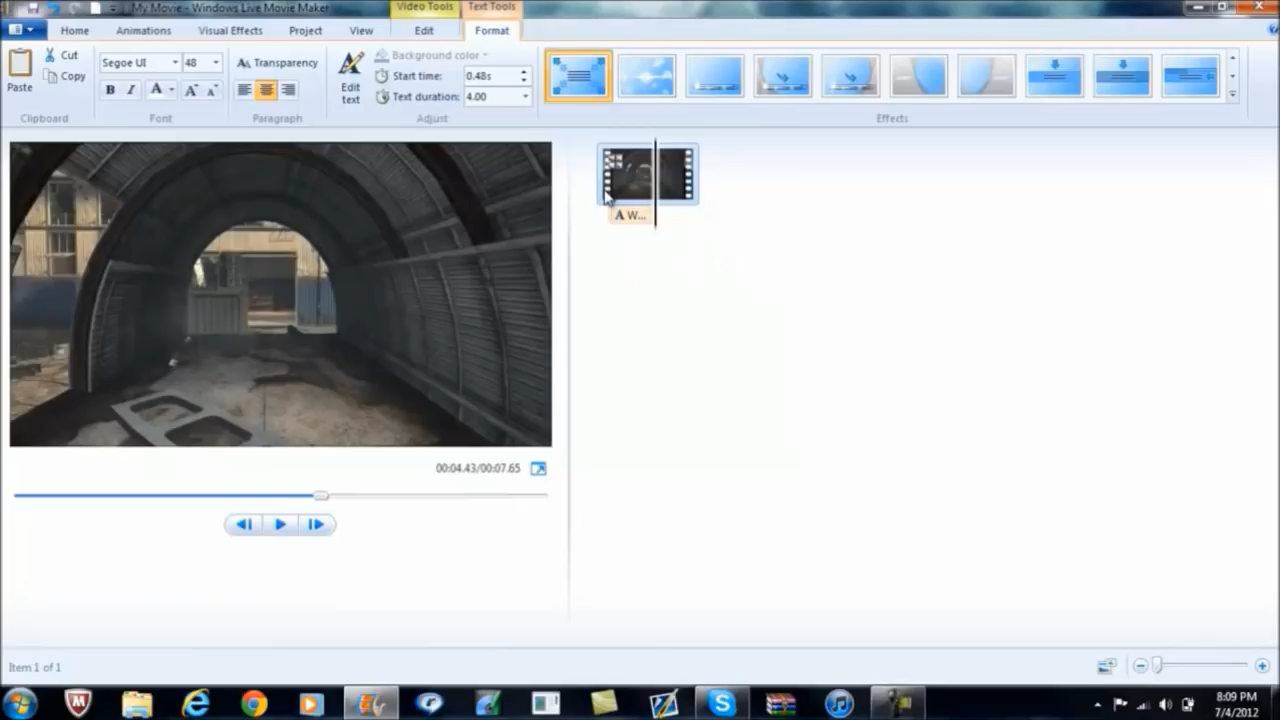 My Movie - Windows Live Movie Maker
Video Tools
Text Tools
Home
Animations
Visual Effects
Project
View
Edit
Format
Paste
Cut
Copy
Clipboard
Segoe UI
48
B
I
A
A
A
Font
Transparency
Paragraph
Edit text
Background color
Start time:
0.48s
Text duration:
4.00
Adjust
Effects
A W...
00:04.43/00:07.65
Item 1 of 1
8:09 PM
7/4/2012